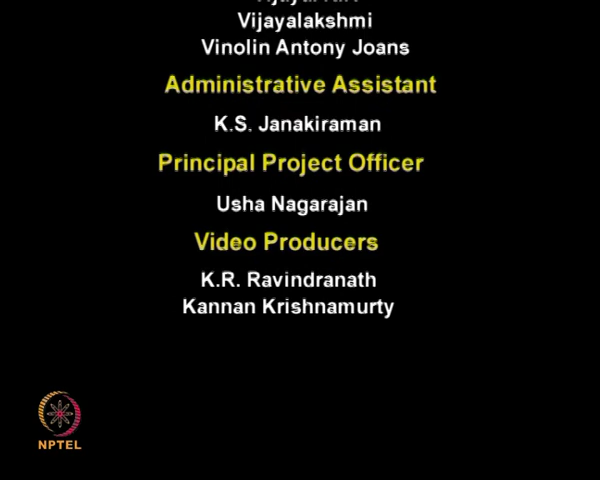 Vijayalakshmi
Vinolin Antony Joans
Administrative Assistant
K.S. Janakiraman
Principal Project Officer
Usha Nagarajan
Video Producers
K.R. Ravindranath
Kannan Krishnamurty
NPTEL